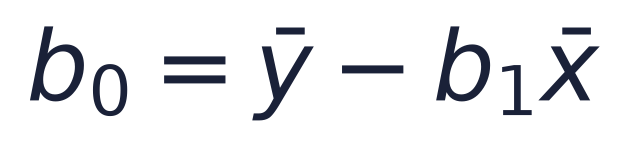 b₀ = ȳ − b₁x̄